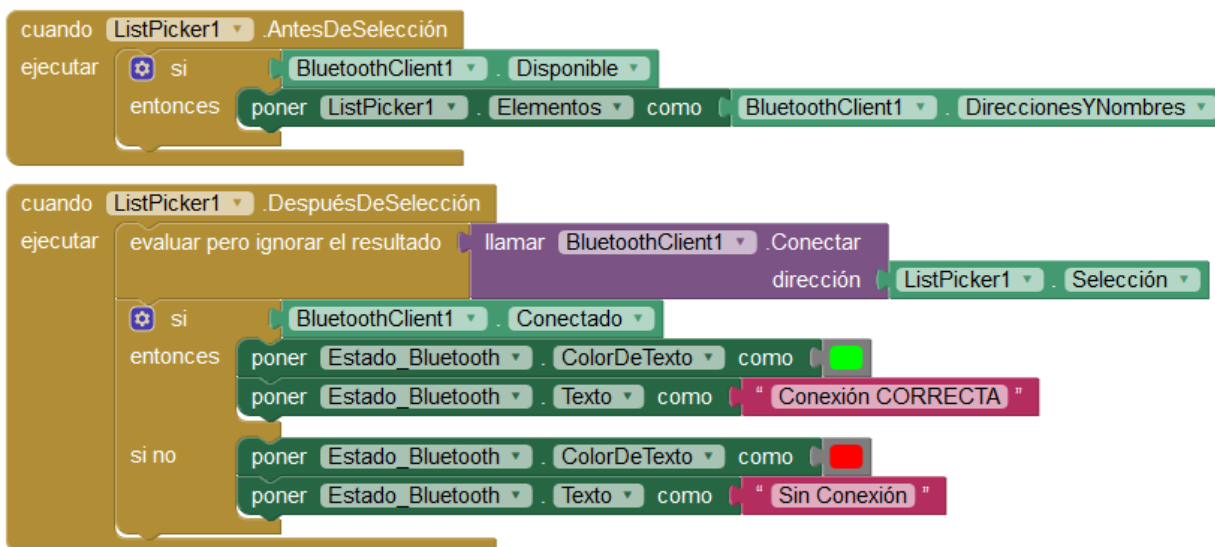 cuando ListPicker1 .AntesDeSelección
ejecutar si BluetoothClient1 . Disponible
entonces poner ListPicker1 . Elementos como BluetoothClient1 . DireccionesYNombres
cuando ListPicker1 .DespuésDeSelección
ejecutar evaluar pero ignorar el resultado llamar BluetoothClient1 .Conectar
dirección ListPicker1 . Selección
si BluetoothClient1 . Conectado
entonces poner Estado_Bluetooth . ColorDeTexto como
poner Estado_Bluetooth . Texto como " Conexión CORRECTA "
si no poner Estado_Bluetooth . ColorDeTexto como
poner Estado_Bluetooth . Texto como " Sin Conexión "